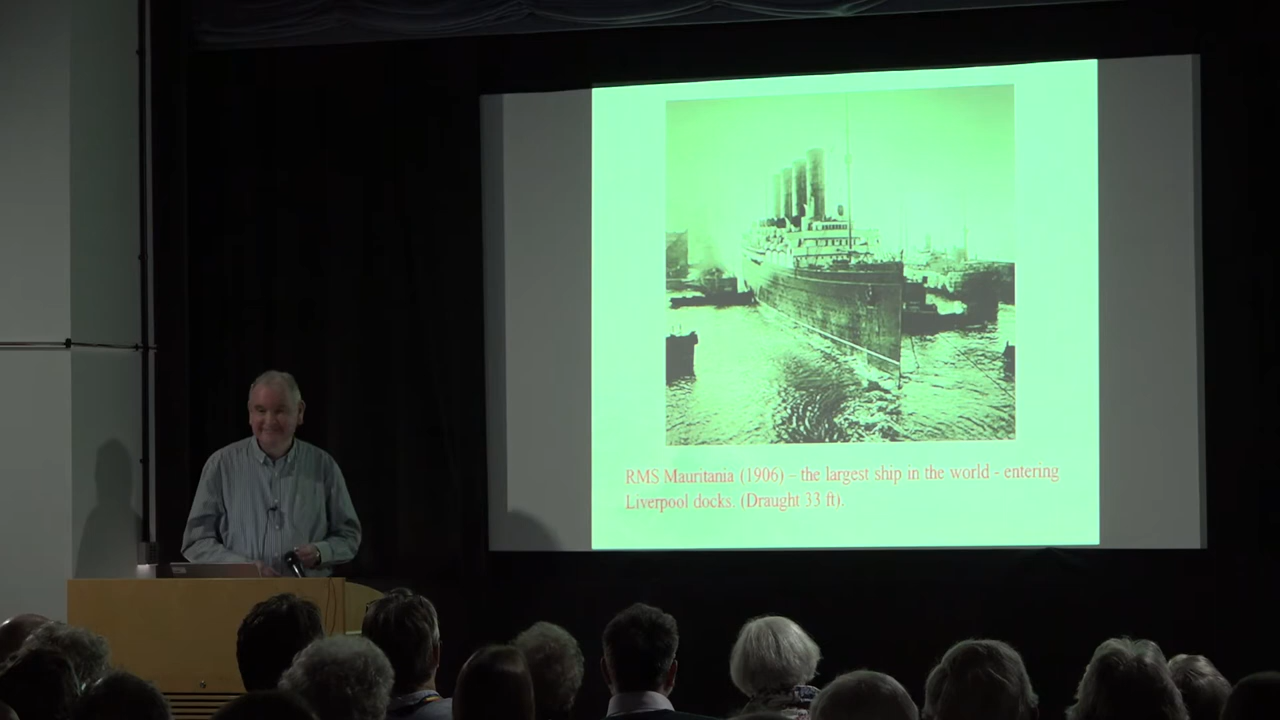 RMS Mauritania (1906) – the largest ship in the world - entering
Liverpool docks. (Draught 33 ft).